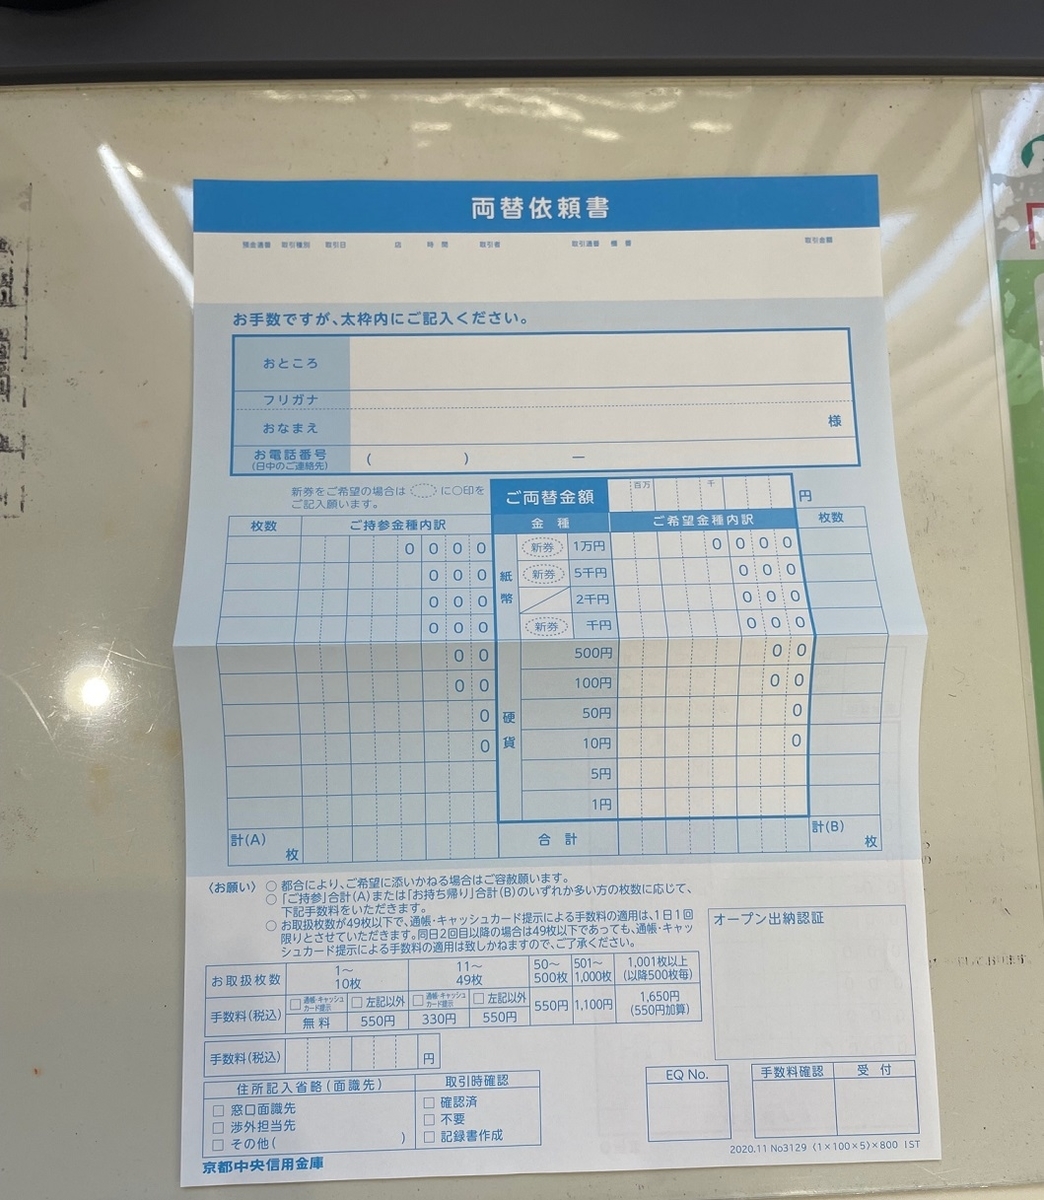 両替依頼書
預金通番 取引種別 取引日 店 時間 取引者 取引通番 機番 取引金額
お手数ですが、太枠内にご記入ください。
おところ
フリガナ
おなまえ 様
お電話番号
(日中のご連絡先) ( ) ー
新券をご希望の場合は に○印を
ご記入願います。
ご両替金額 百万 千 円
枚数 ご持参金種内訳 金種 ご希望金種内訳 枚数
0 0 0 0 新券 1万円 0 0 0 0
0 0 0 新券 5千円 0 0 0
紙幣
0 0 0 2千円 0 0 0
0 0 0 新券 千円 0 0 0
0 0 500円 0 0
0 0 100円 0 0
0 50円 0
硬貨
0 10円 0
5円
1円
計(A) 枚 合計 計(B) 枚
〈お願い〉 ○ 都合により、ご希望に添いかねる場合はご容赦願います。
○ 「ご持参」合計(A)または「お持ち帰り」合計(B)のいずれか多い方の枚数に応じて、
下記手数料をいただきます。
○ お取扱枚数が49枚以下で、通帳・キャッシュカード提示による手数料の適用は、1日1回
限りとさせていただきます。同日2回目以降の場合は49枚以下であっても、通帳・キャッ
シュカード提示による手数料の適用は致しかねますので、ご了承ください。
オープン出納認証
お取扱枚数 1〜10枚 11〜49枚 50〜500枚 501〜1,000枚 1,001枚以上(以降500枚毎)
手数料(税込) □通帳・キャッシュカード提示 □左記以外 □通帳・キャッシュカード提示 □左記以外 550円 1,100円 1,650円(550円加算)
無料 550円 330円 550円
手数料(税込) 円
住所記入省略(面識先) 取引時確認
□ 窓口面識先 □ 確認済
□ 渉外担当先 □ 不要
□ その他( ) □ 記録書作成
EQ No. 手数料確認 受付
京都中央信用金庫
2020.11 No3129 (1×100×5)×800 IST